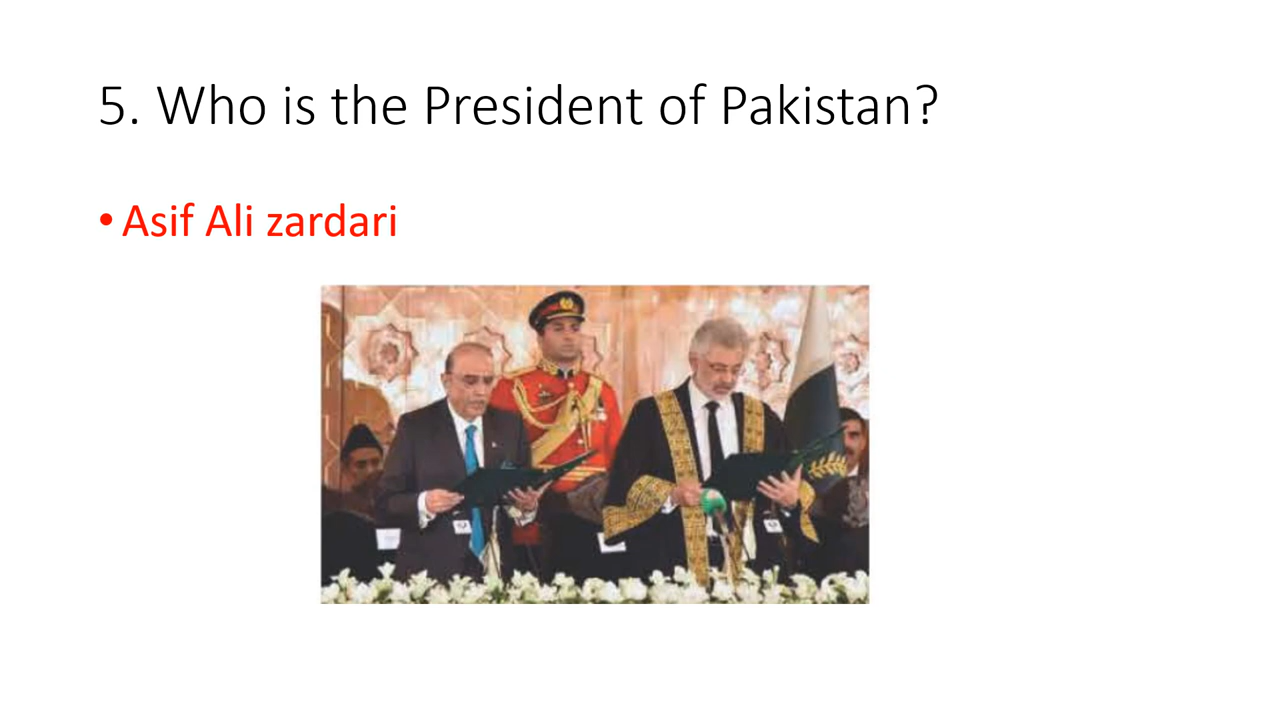 5. Who is the President of Pakistan?
• Asif Ali zardari